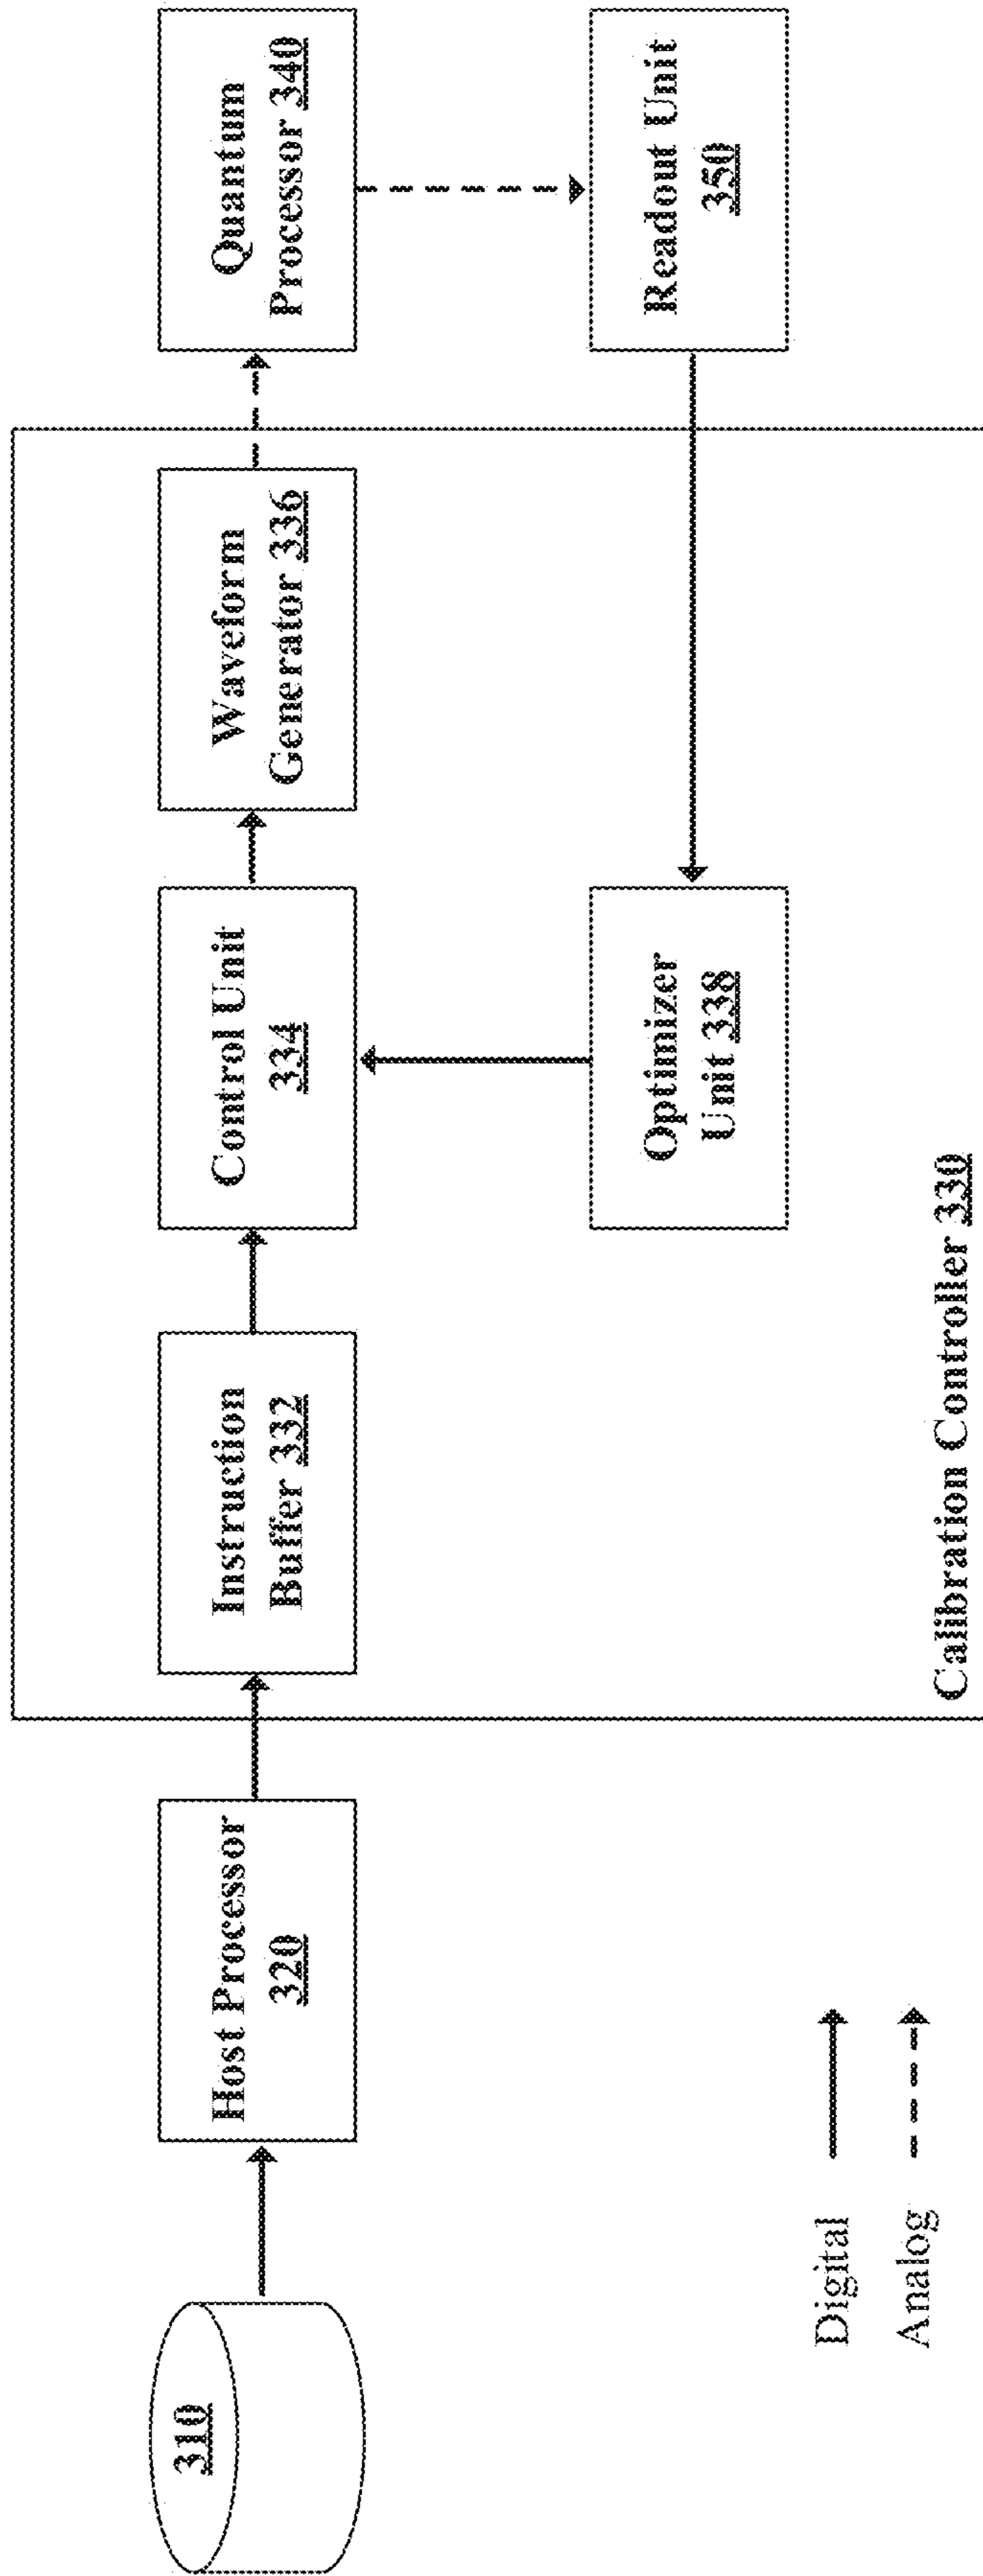 310
Host Processor
320
Instruction
Buffer 332
Control Unit
334
Waveform
Generator 336
Quantum
Processor 340
Optimizer
Unit 338
Readout Unit
350
Calibration Controller 330
Digital
Analog